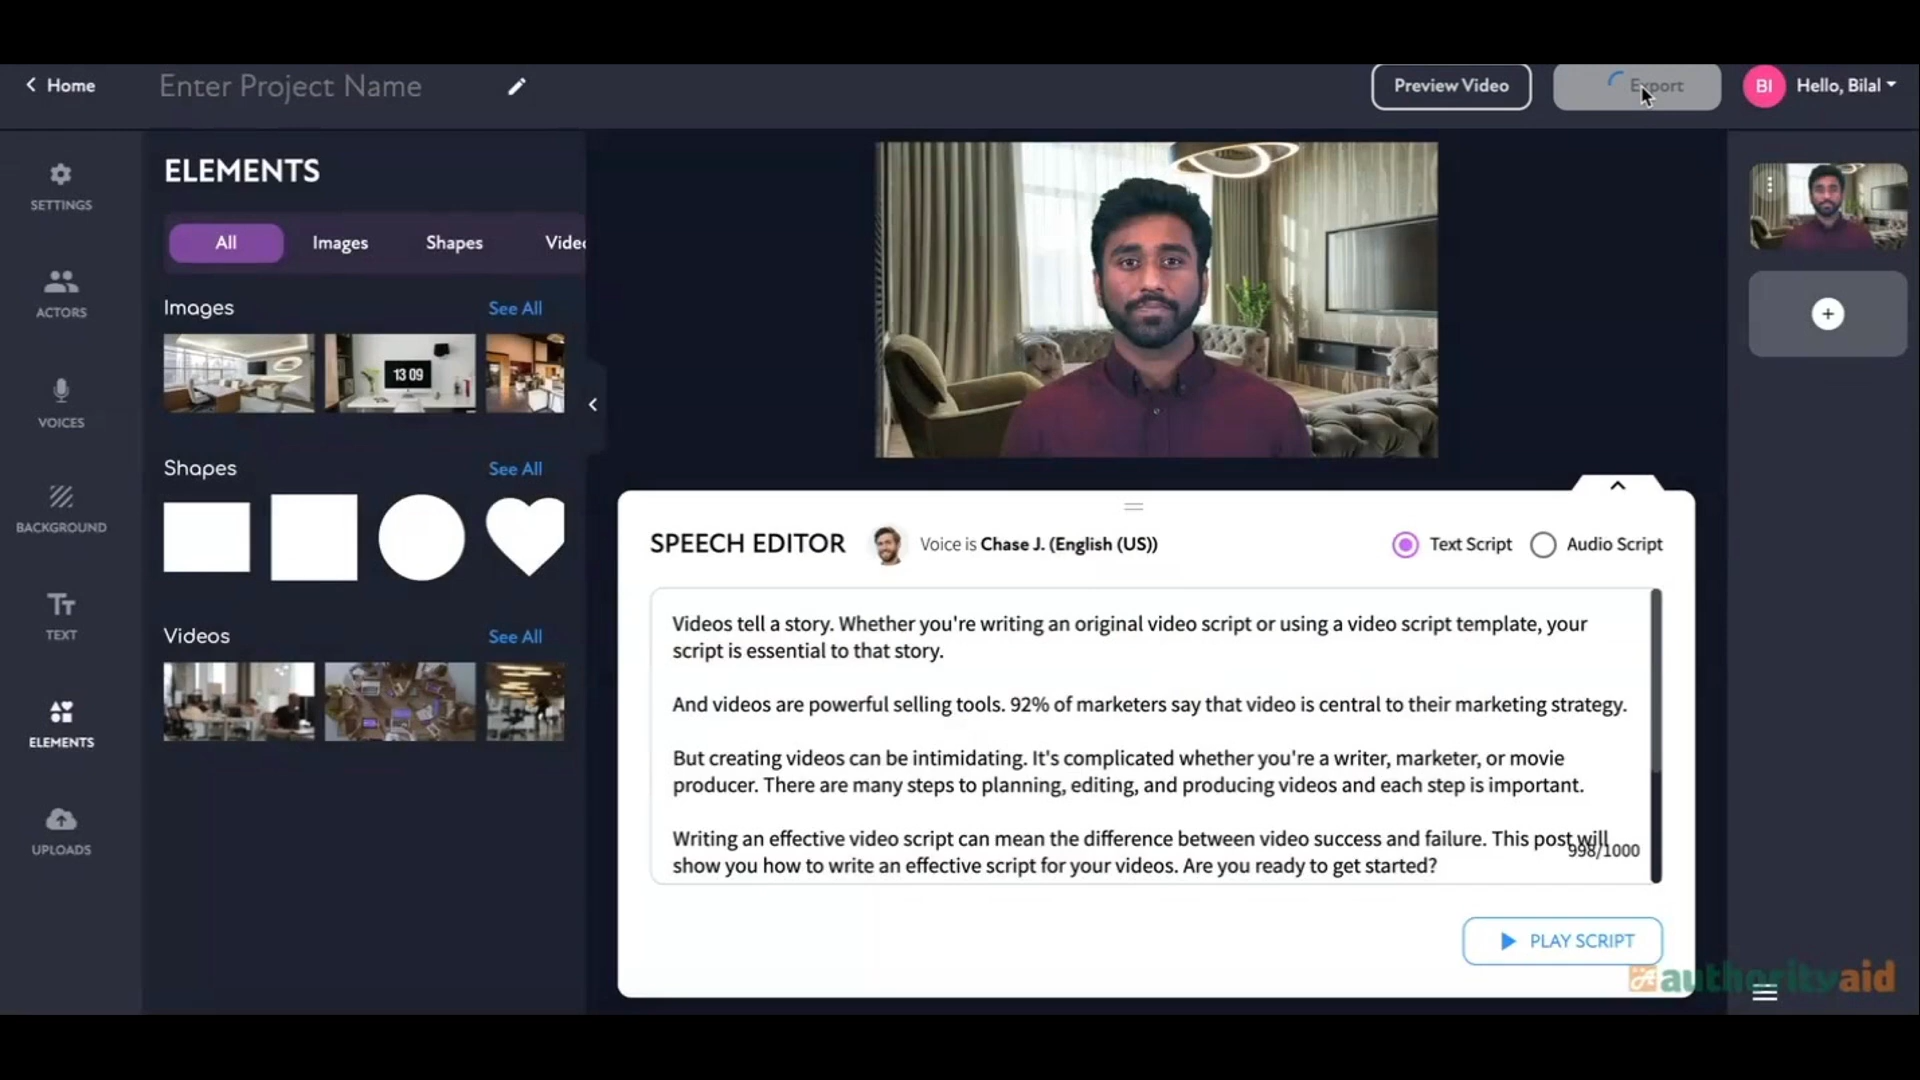 Home
Enter Project Name
Preview Video
Export
BI
Hello, Bilal
SETTINGS
ACTORS
VOICES
BACKGROUND
TEXT
ELEMENTS
UPLOADS
ELEMENTS
All
Images
Shapes
Videc
Images
See All
13 09
Shapes
See All
Videos
See All
SPEECH EDITOR
Voice is Chase J. (English (US))
Text Script
Audio Script
Videos tell a story. Whether you're writing an original video script or using a video script template, your
script is essential to that story.
And videos are powerful selling tools. 92% of marketers say that video is central to their marketing strategy.
But creating videos can be intimidating. It's complicated whether you're a writer, marketer, or movie
producer. There are many steps to planning, editing, and producing videos and each step is important.
Writing an effective video script can mean the difference between video success and failure. This post will
show you how to write an effective script for your videos. Are you ready to get started?
998/1000
PLAY SCRIPT
authorityaid